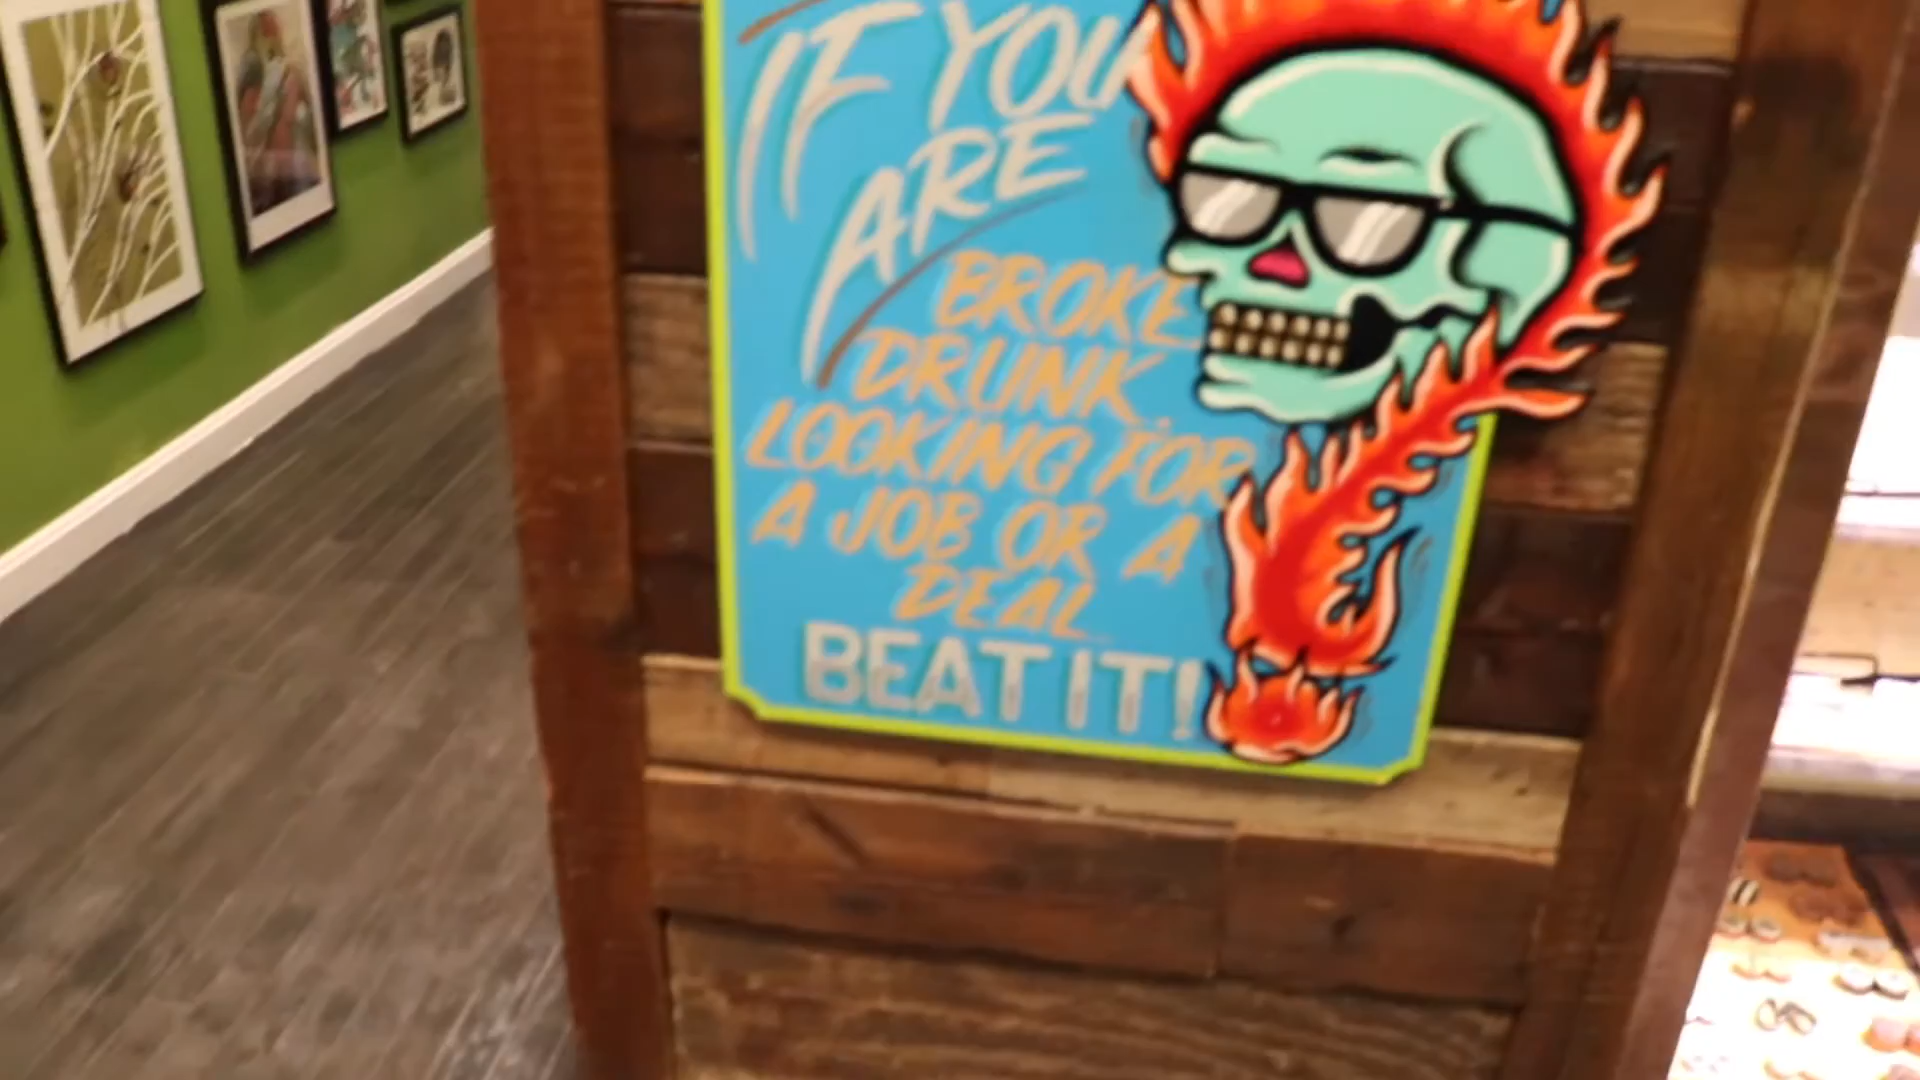 IF YOU
ARE
BROKE
DRUNK
LOOKING FOR
A JOB OR A
DEAL
BEAT IT!